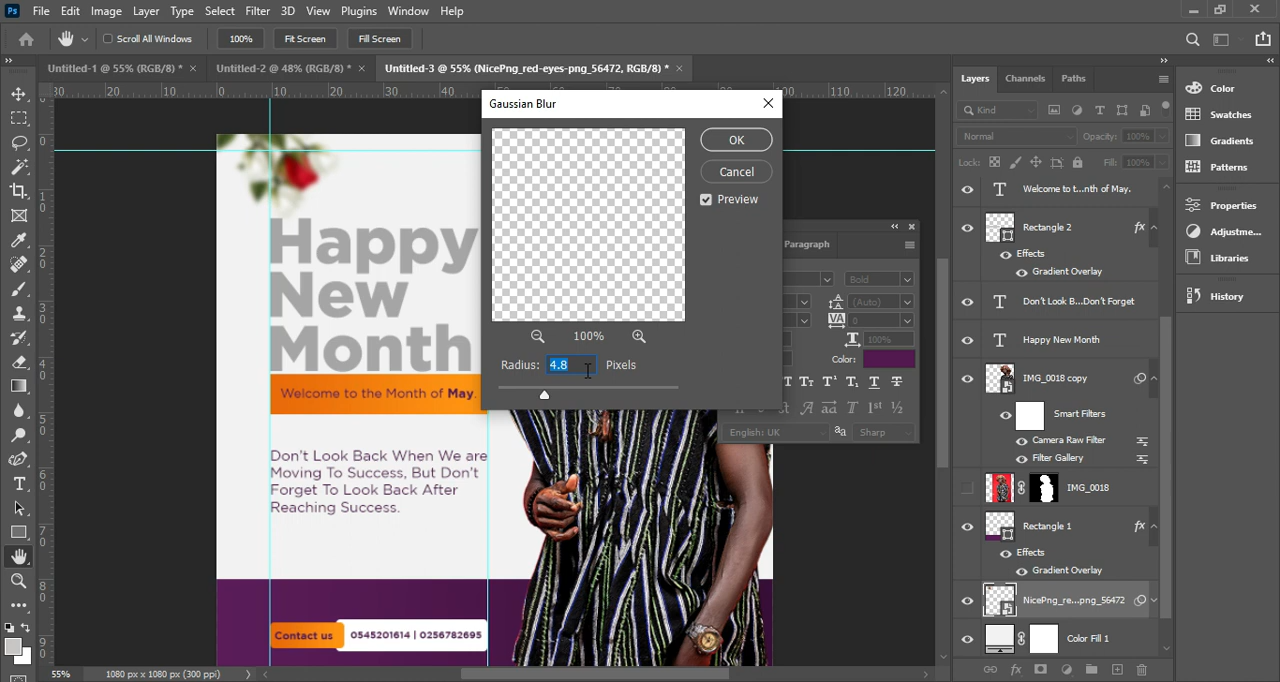 Ps File Edit Image Layer Type Select Filter 3D View Plugins Window Help
Scroll All Windows 100% Fit Screen Fill Screen
Untitled-1 @ 55% (RGB/8) * × Untitled-2 @ 48% (RGB/8) * × Untitled-3 @ 55% (NicePng_red-eyes-png_56472, RGB/8) * ×
Gaussian Blur
OK
Cancel
Preview
100%
Radius: 4.8 Pixels
Happy
New
Month
Welcome to the Month of May.
Don't Look Back When We are
Moving To Success, But Don't
Forget To Look Back After
Reaching Success.
Contact us 0545201614 | 0256782695
Paragraph
Bold
(Auto)
0
100%
Color:
English: UK
Sharp
Layers Channels Paths
Kind
Normal Opacity: 100%
Lock: Fill: 100%
Welcome to t...nth of May.
Rectangle 2 fx
Effects
Gradient Overlay
Don't Look B...Don't Forget
Happy New Month
IMG_0018 copy
Smart Filters
Camera Raw Filter
Filter Gallery
IMG_0018
Rectangle 1 fx
Effects
Gradient Overlay
NicePng_re...png_56472
Color Fill 1
Color
Swatches
Gradients
Patterns
Properties
Adjustme...
Libraries
History
55% 1080 px x 1080 px (300 ppi)